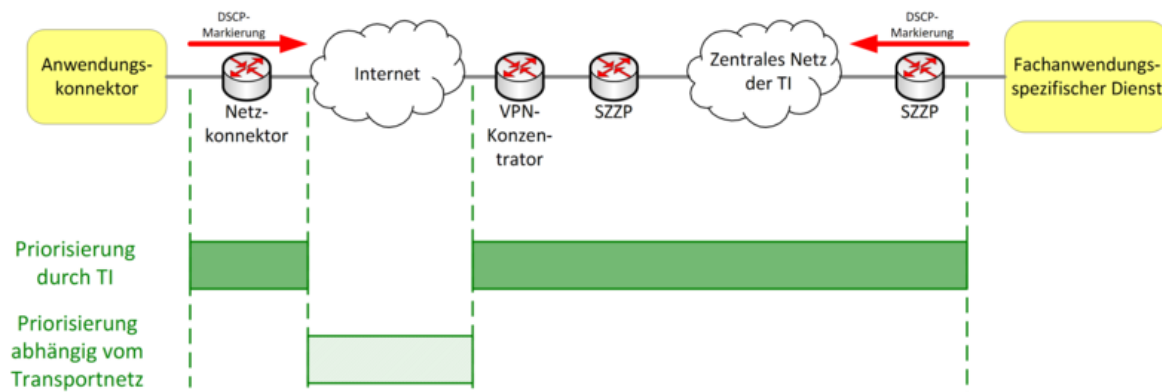 DSCP-
Markierung
DSCP-
Markierung
Anwendungs-
konnektor
Internet
Zentrales Netz
der TI
Fachanwendungs-
spezifischer Dienst
Netz-
konnektor
VPN-
Konzen-
trator
SZZP
SZZP
Priorisierung
durch TI
Priorisierung
abhängig vom
Transportnetz